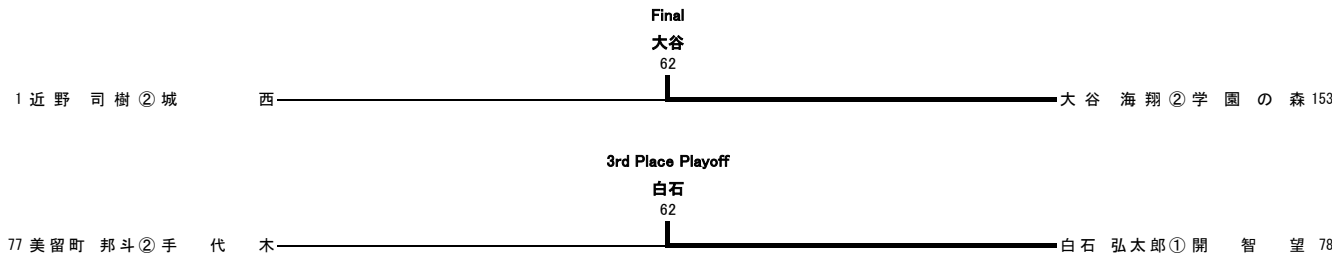 Final
大谷
62
1 近野 司樹 ② 城 西 大谷 海翔 ② 学園の森 153
3rd Place Playoff
白石
62
77 美留町 邦斗 ② 手代木 白石 弘太郎 ① 開智望 78